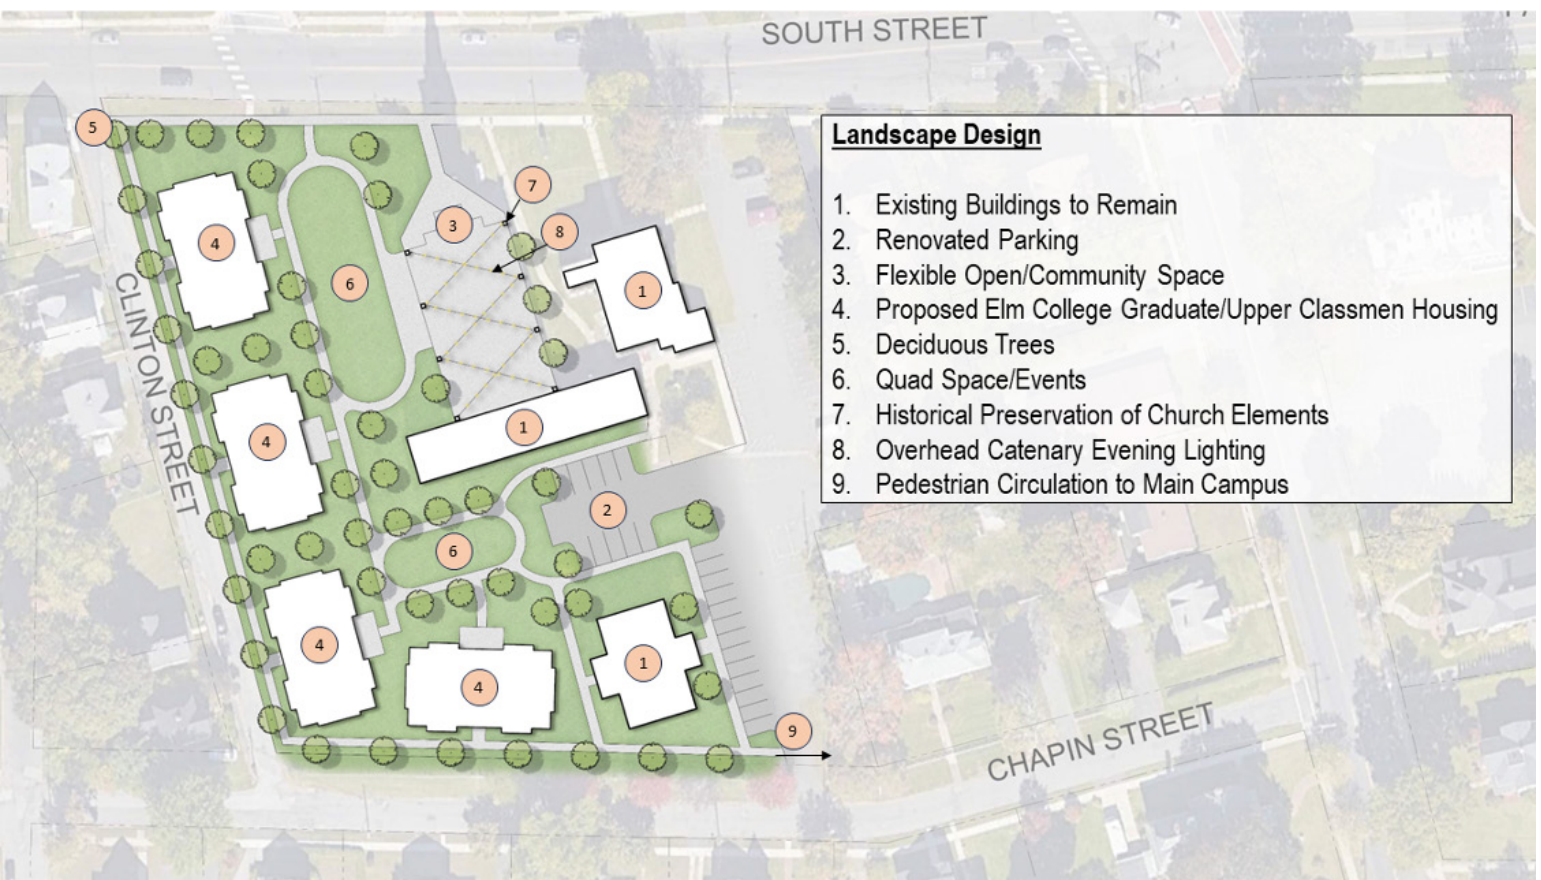 SOUTH STREET
5
Landscape Design
7
1. Existing Buildings to Remain
3
8
2. Renovated Parking
4
3. Flexible Open/Community Space
6
1
4. Proposed Elm College Graduate/Upper Classmen Housing
5. Deciduous Trees
6. Quad Space/Events
CLINTON STREET
7. Historical Preservation of Church Elements
4
1
8. Overhead Catenary Evening Lighting
9. Pedestrian Circulation to Main Campus
2
6
4
1
4
9
CHAPIN STREET